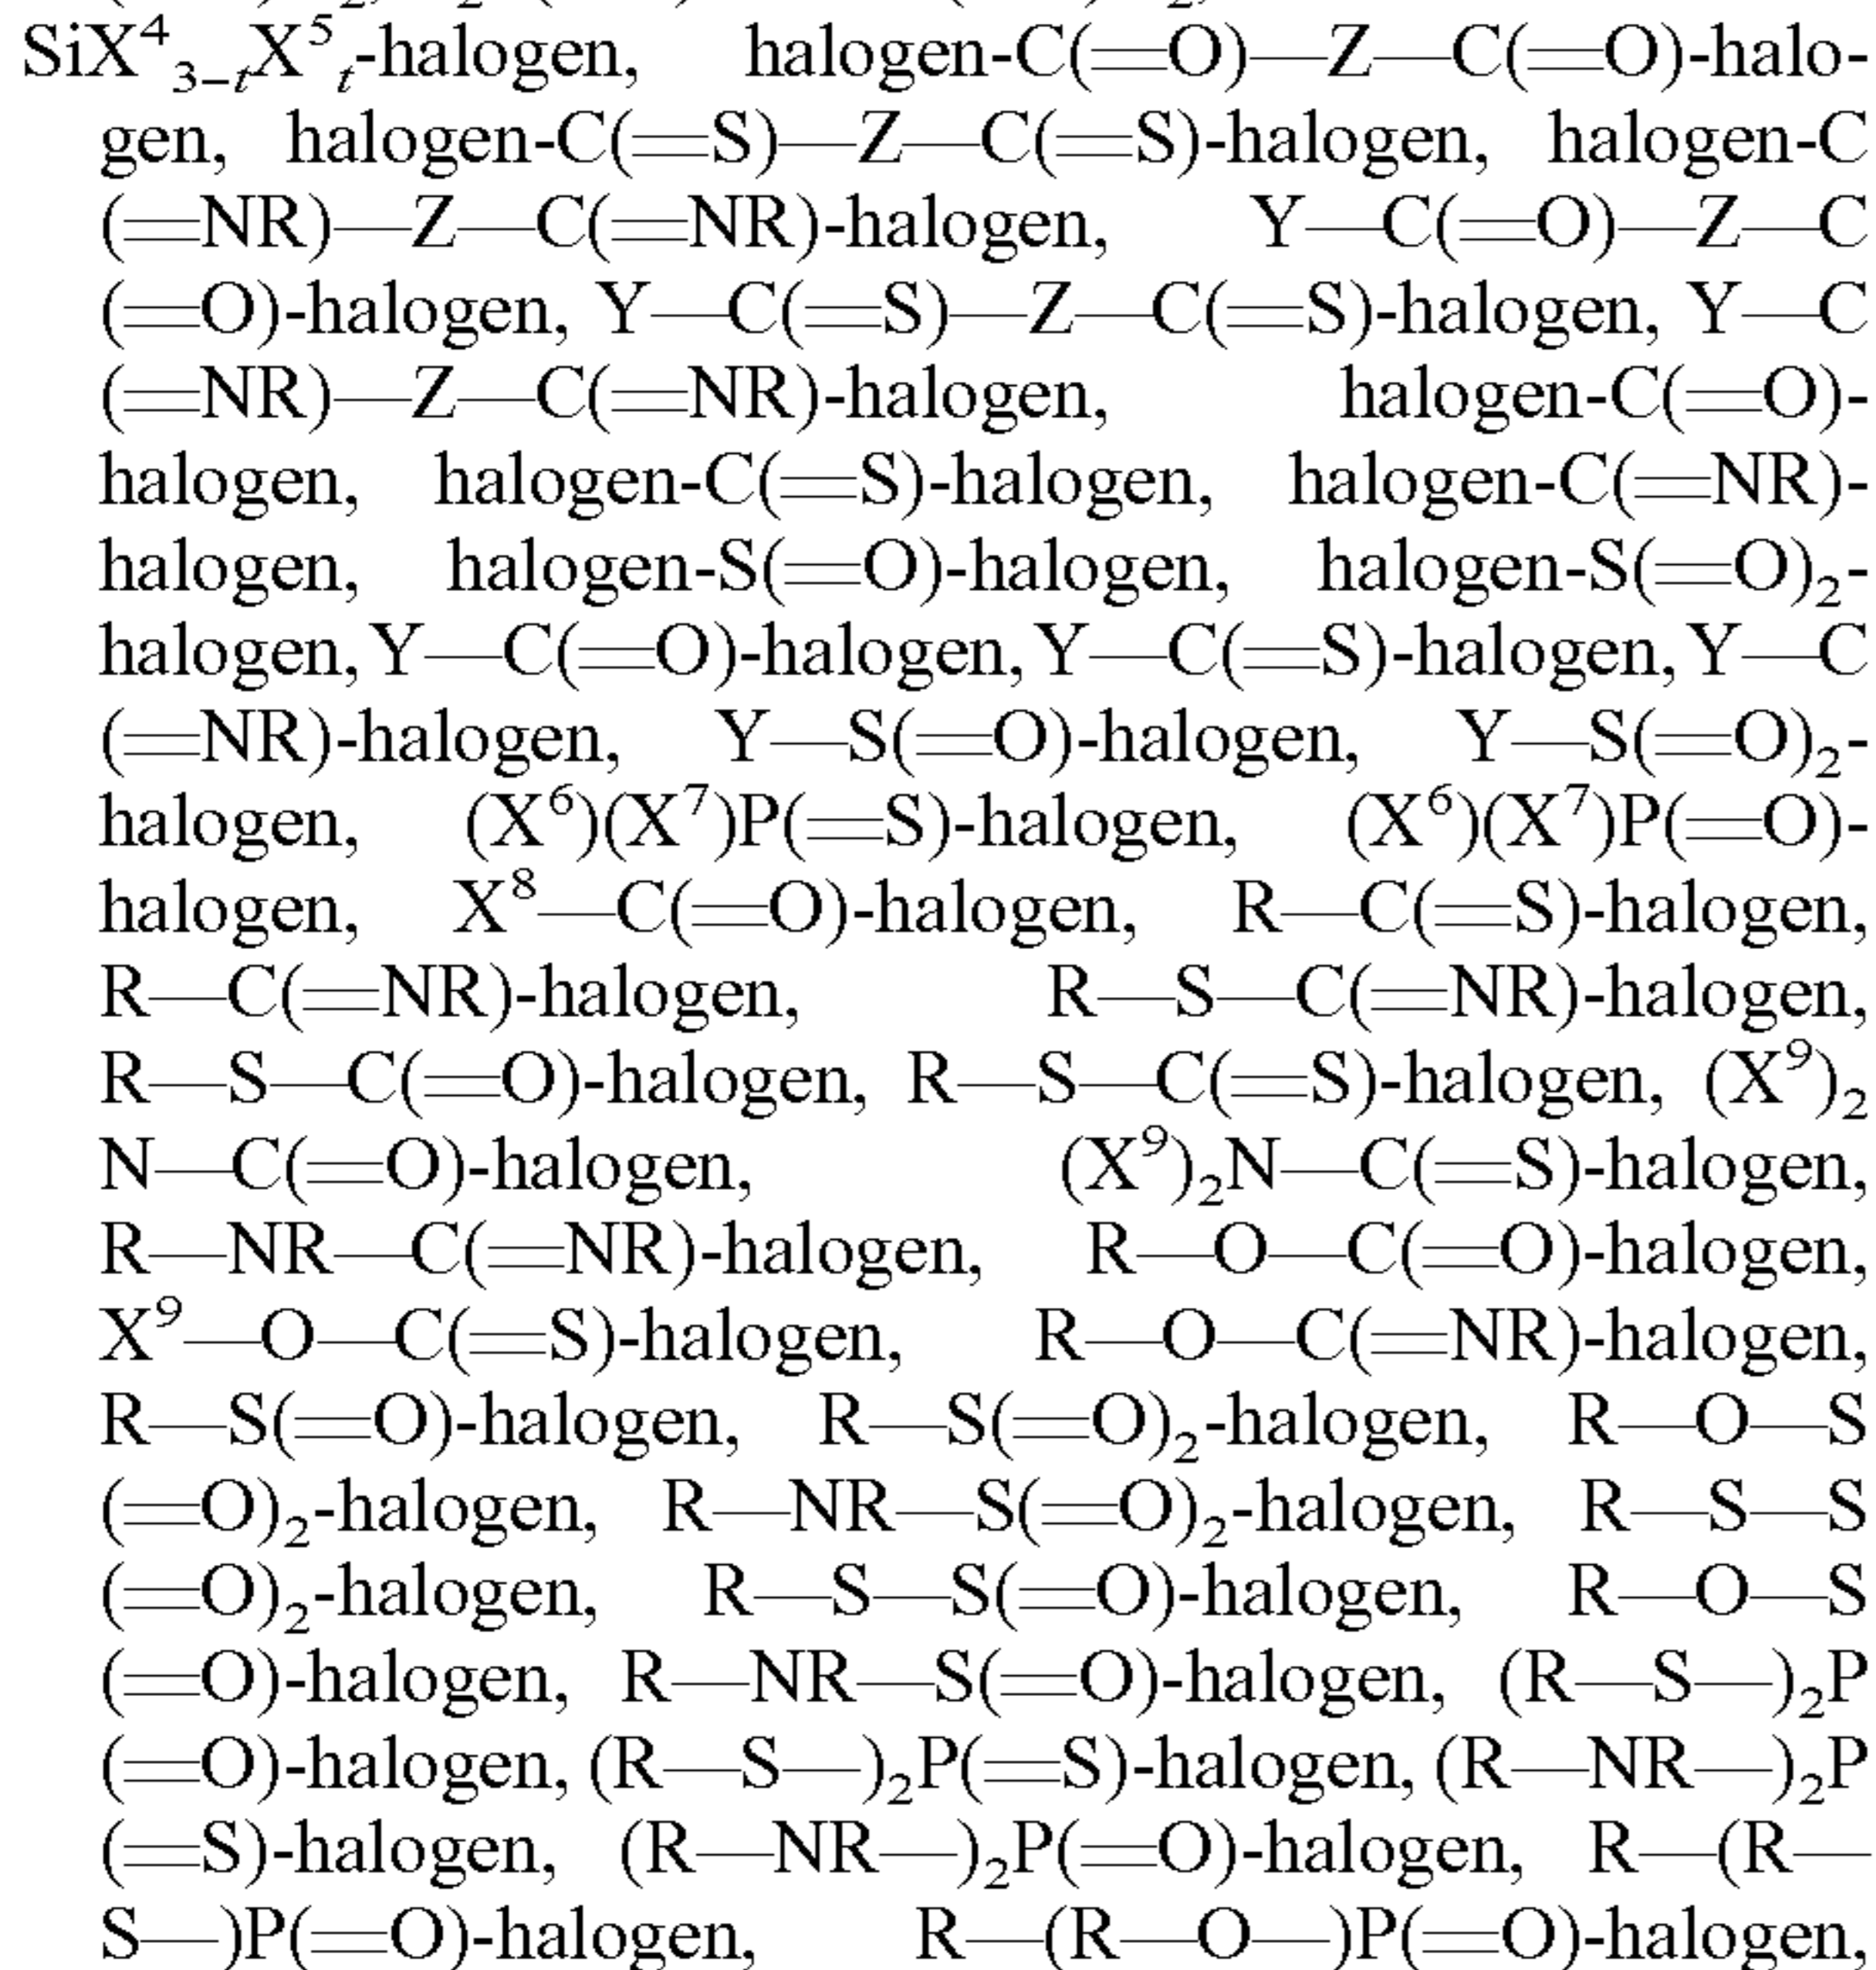 SiX⁴₃₋ₜX⁵ₜ-halogen, halogen-C(═O)—Z—C(═O)-halo-
gen, halogen-C(═S)—Z—C(═S)-halogen, halogen-C
(═NR)—Z—C(═NR)-halogen, Y—C(═O)—Z—C
(═O)-halogen, Y—C(═S)—Z—C(═S)-halogen, Y—C
(═NR)—Z—C(═NR)-halogen, halogen-C(═O)-
halogen, halogen-C(═S)-halogen, halogen-C(═NR)-
halogen, halogen-S(═O)-halogen, halogen-S(═O)₂-
halogen, Y—C(═O)-halogen, Y—C(═S)-halogen, Y—C
(═NR)-halogen, Y—S(═O)-halogen, Y—S(═O)₂-
halogen, (X⁶)(X⁷)P(═S)-halogen, (X⁶)(X⁷)P(═O)-
halogen, X⁸—C(═O)-halogen, R—C(═S)-halogen,
R—C(═NR)-halogen, R—S—C(═NR)-halogen,
R—S—C(═O)-halogen, R—S—C(═S)-halogen, (X⁹)₂
N—C(═O)-halogen, (X⁹)₂N—C(═S)-halogen,
R—NR—C(═NR)-halogen, R—O—C(═O)-halogen,
X⁹—O—C(═S)-halogen, R—O—C(═NR)-halogen,
R—S(═O)-halogen, R—S(═O)₂-halogen, R—O—S
(═O)₂-halogen, R—NR—S(═O)₂-halogen, R—S—S
(═O)₂-halogen, R—S—S(═O)-halogen, R—O—S
(═O)-halogen, R—NR—S(═O)-halogen, (R—S—)₂P
(═O)-halogen, (R—S—)₂P(═S)-halogen, (R—NR—)₂P
(═S)-halogen, (R—NR—)₂P(═O)-halogen, R—(R—
S—)P(═O)-halogen, R—(R—O—)P(═O)-halogen,